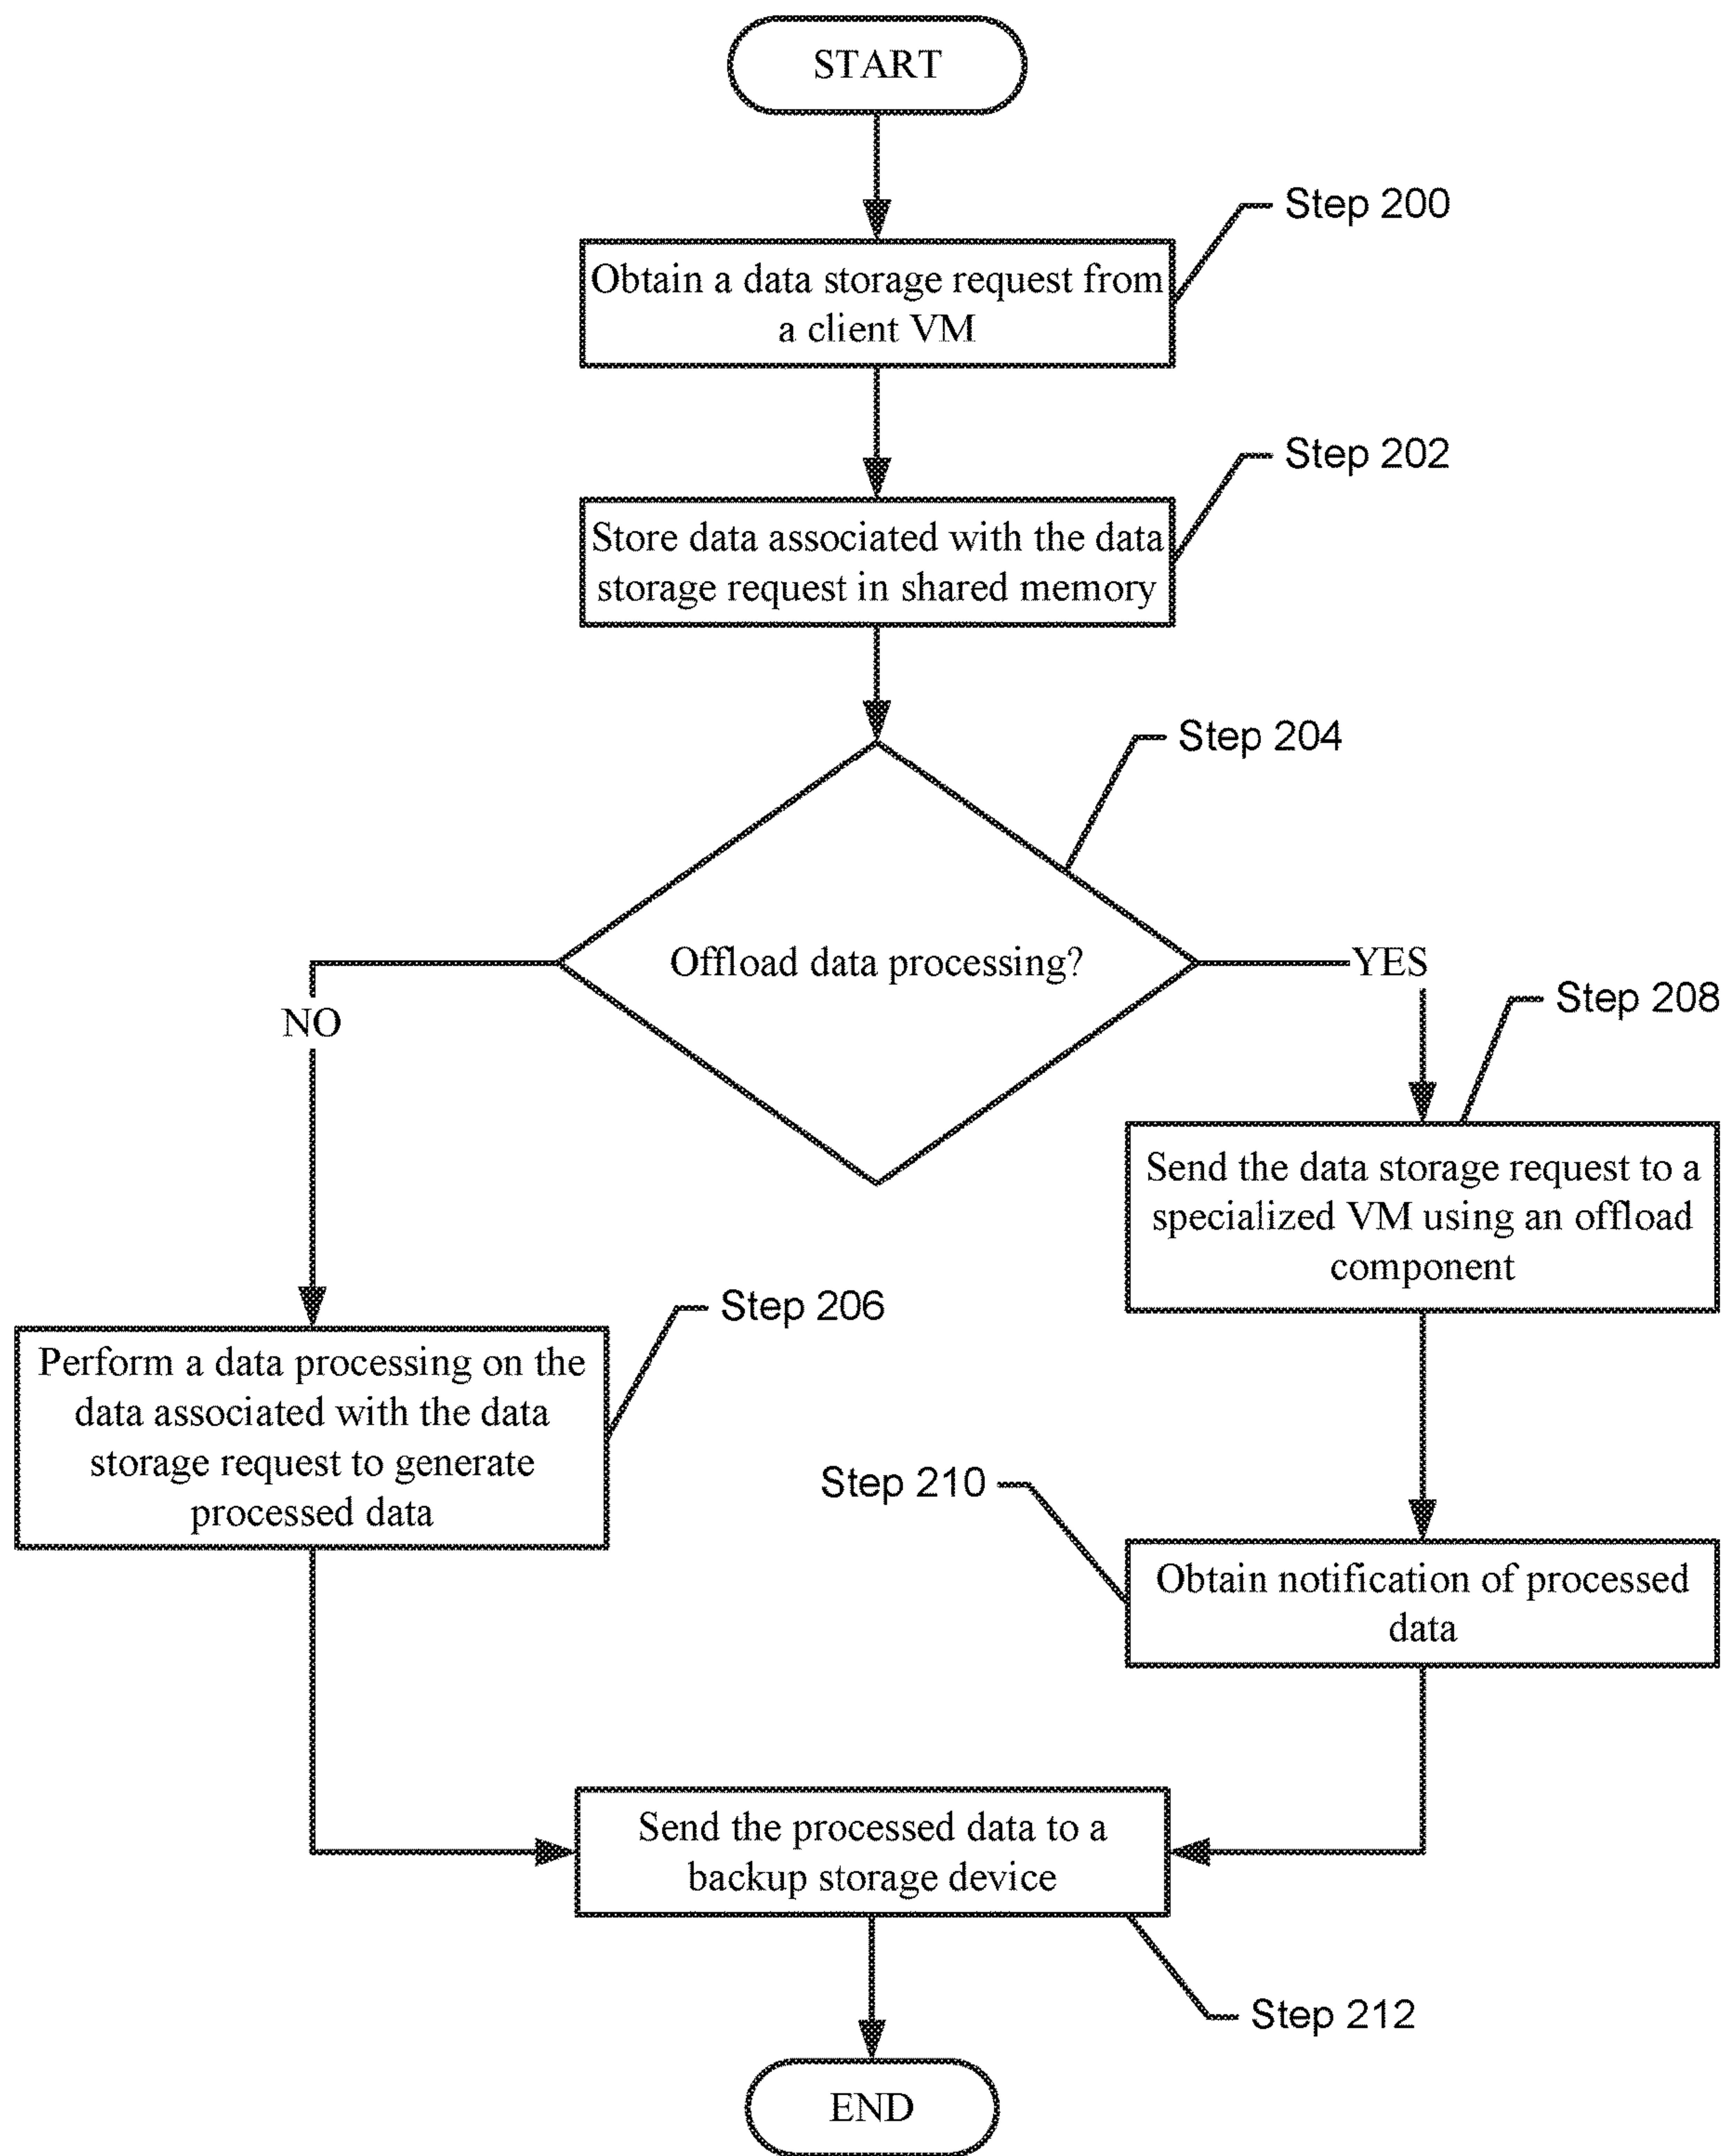 START
Step 200
Obtain a data storage request from
a client VM
Step 202
Store data associated with the data
storage request in shared memory
Step 204
Offload data processing?
YES
NO
Step 208
Send the data storage request to a
specialized VM using an offload
component
Step 206
Perform a data processing on the
data associated with the data
storage request to generate
processed data
Step 210
Obtain notification of processed
data
Send the processed data to a
backup storage device
Step 212
END